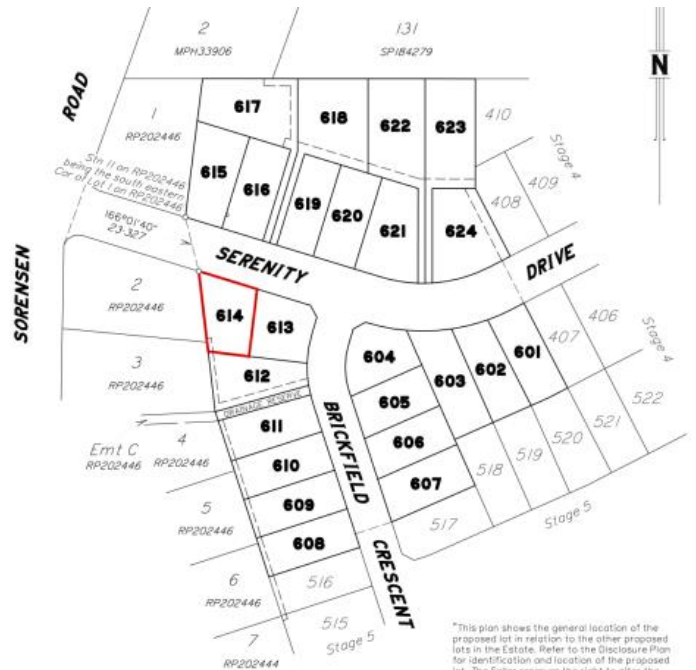 2
MPH33906
131
SP184279
N
ROAD
617
618
622
623
410
1
RP202446
Stage 4
615
616
409
Stn II on RP202446
being the south eastern
Cor of Lot I on RP202446
619
620
621
624
408
166°01'40"
23·327
SERENITY
DRIVE
SORENSEN
2
RP202446
614
613
604
603
602
601
407
406
Stage 4
3
RP202446
612
605
DRAINAGE RESERVE
611
BRICKFIELD
606
522
521
520
519
518
Emt C
RP202446
4
RP202446
610
607
5
RP202446
609
517
Stage 5
608
CRESCENT
6
RP202446
516
515
Stage 5
7
RP202444
"This plan shows the general location of the
proposed lot in relation to the other proposed
lots in the Estate. Refer to the Disclosure Plan
for identification and location of the proposed